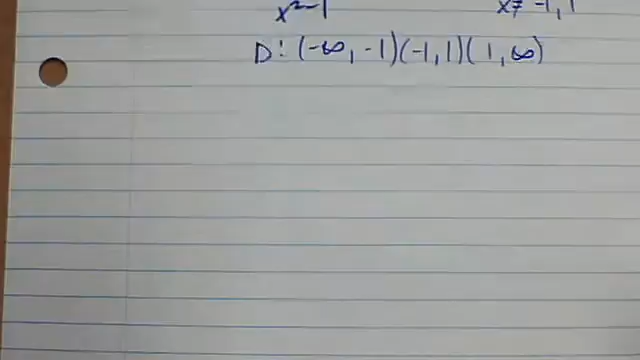 x²-1 x≠ -1, 1
D: (-∞, -1)(-1, 1)(1, ∞)